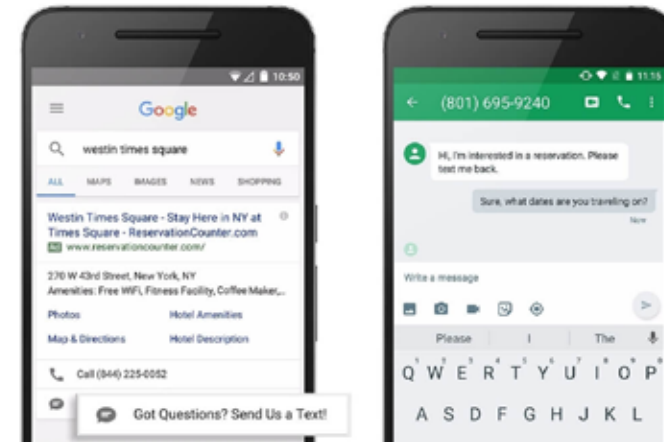 10:50
Google
westin times square
ALL MAPS IMAGES NEWS SHOPPING
Westin Times Square - Stay Here in NY at
Times Square - ReservationCounter.com
Ad www.reservationcounter.com/
270 W 43rd Street, New York, NY
Amenities: Free WiFi, Fitness Facility, Coffee Maker,...
Photos Hotel Amenities
Map & Directions Hotel Description
Call (844) 225-0052
Got Questions? Send Us a Text!
11:15
(801) 695-9240
Hi, I'm interested in a reservation. Please
text me back.
Sure, what dates are you traveling on?
Now
Write a message
Please I The
Q W E R T Y U I O P
A S D F G H J K L